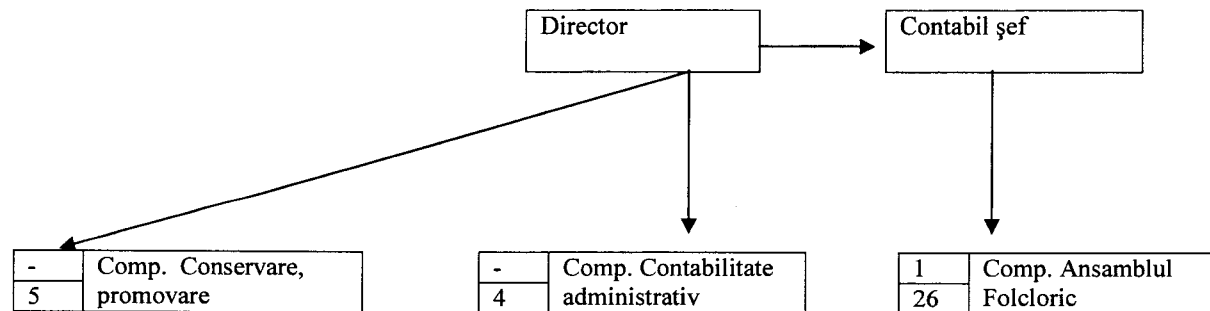 Director
Contabil şef
- Comp. Conservare,
5 promovare
- Comp. Contabilitate
4 administrativ
1 Comp. Ansamblul
26 Folcloric